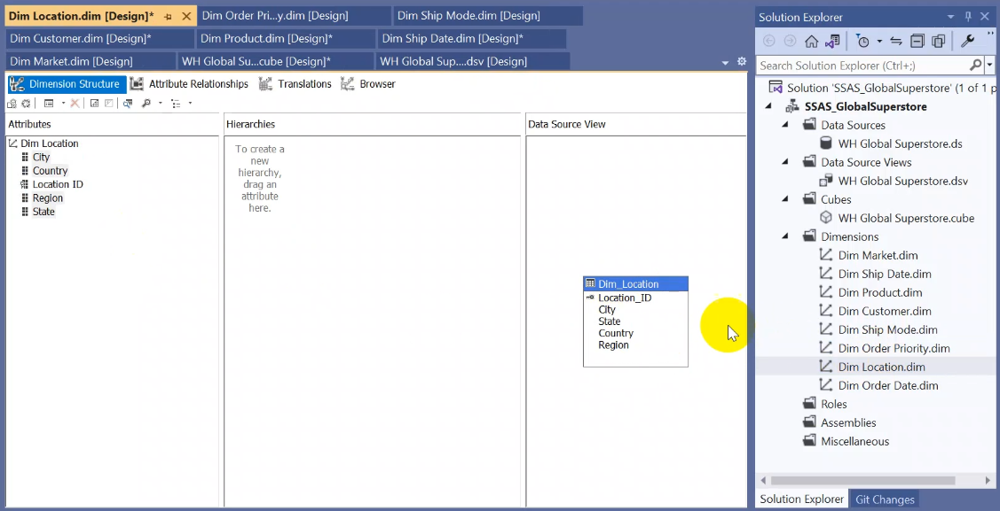 Dim Location.dim [Design]*
Dim Order Pri...y.dim [Design]
Dim Ship Mode.dim [Design]
Dim Customer.dim [Design]*
Dim Product.dim [Design]*
Dim Ship Date.dim [Design]*
Dim Market.dim [Design]
WH Global Su...cube [Design]*
WH Global Sup....dsv [Design]
Dimension Structure
Attribute Relationships
Translations
Browser
Attributes
Dim Location
City
Country
Location ID
Region
State
Hierarchies
To create a
new
hierarchy,
drag an
attribute
here.
Data Source View
Dim_Location
Location_ID
City
State
Country
Region
Solution Explorer
Search Solution Explorer (Ctrl+;)
Solution 'SSAS_GlobalSuperstore' (1 of 1 p
SSAS_GlobalSuperstore
Data Sources
WH Global Superstore.ds
Data Source Views
WH Global Superstore.dsv
Cubes
WH Global Superstore.cube
Dimensions
Dim Market.dim
Dim Ship Date.dim
Dim Product.dim
Dim Customer.dim
Dim Ship Mode.dim
Dim Order Priority.dim
Dim Location.dim
Dim Order Date.dim
Roles
Assemblies
Miscellaneous
Solution Explorer
Git Changes